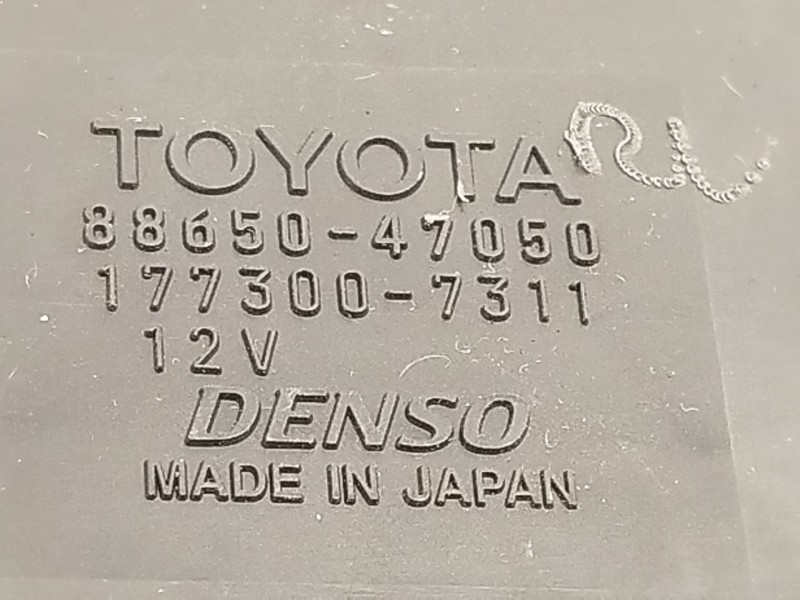 TOYOTA
88650-47050
177300-7311
12V
DENSO
MADE IN JAPAN